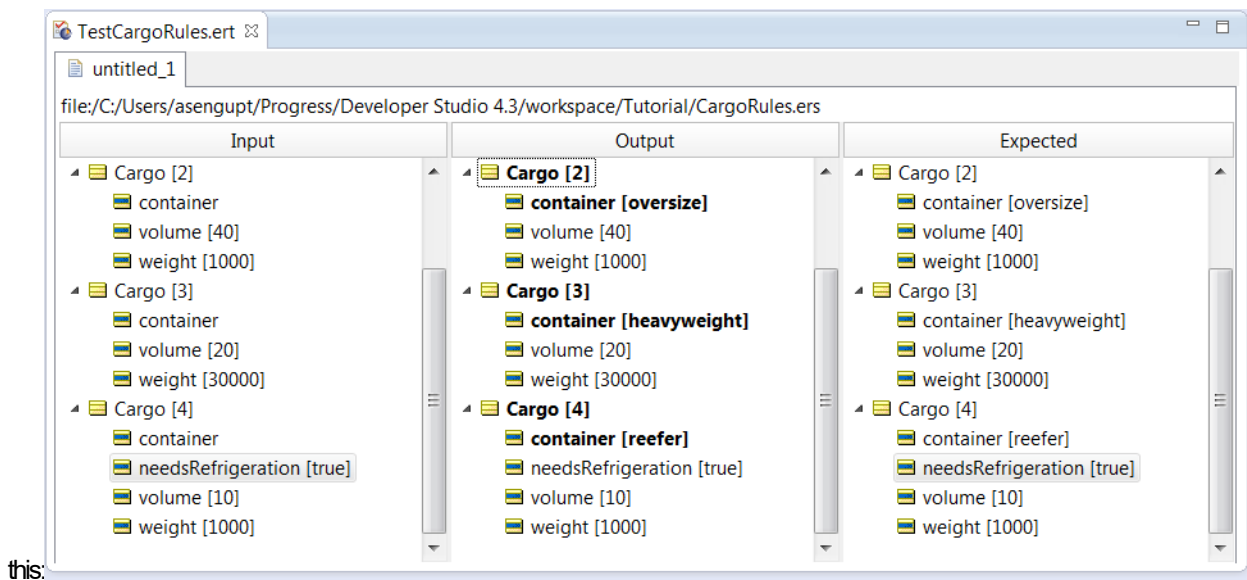 TestCargoRules.ert
untitled_1
file:/C:/Users/asengupt/Progress/Developer Studio 4.3/workspace/Tutorial/CargoRules.ers
Input Output Expected
Cargo [2] Cargo [2] Cargo [2]
container container [oversize] container [oversize]
volume [40] volume [40] volume [40]
weight [1000] weight [1000] weight [1000]
Cargo [3] Cargo [3] Cargo [3]
container container [heavyweight] container [heavyweight]
volume [20] volume [20] volume [20]
weight [30000] weight [30000] weight [30000]
Cargo [4] Cargo [4] Cargo [4]
container container [reefer] container [reefer]
needsRefrigeration [true] needsRefrigeration [true] needsRefrigeration [true]
volume [10] volume [10] volume [10]
weight [1000] weight [1000] weight [1000]
this: